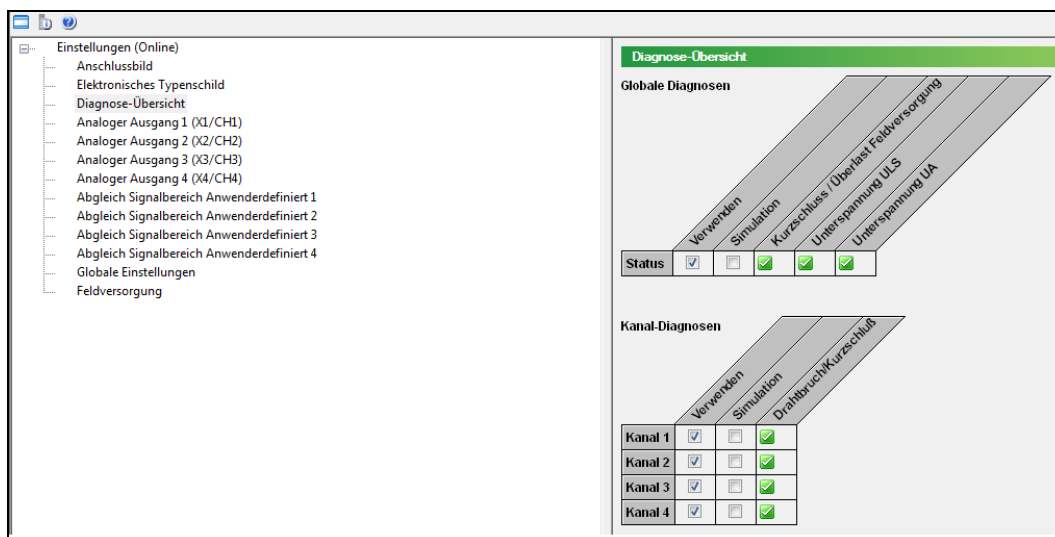 Einstellungen (Online)
Anschlussbild
Elektronisches Typenschild
Diagnose-Übersicht
Analoger Ausgang 1 (X1/CH1)
Analoger Ausgang 2 (X2/CH2)
Analoger Ausgang 3 (X3/CH3)
Analoger Ausgang 4 (X4/CH4)
Abgleich Signalbereich Anwenderdefiniert 1
Abgleich Signalbereich Anwenderdefiniert 2
Abgleich Signalbereich Anwenderdefiniert 3
Abgleich Signalbereich Anwenderdefiniert 4
Globale Einstellungen
Feldversorgung
Diagnose-Übersicht
Globale Diagnosen
Verwenden
Simulation
Kurzschluss / Überlast Feldversorgung
Unterspannung ULS
Unterspannung UA
Status
Kanal-Diagnosen
Verwenden
Simulation
Drahtbruch/Kurzschluß
Kanal 1
Kanal 2
Kanal 3
Kanal 4